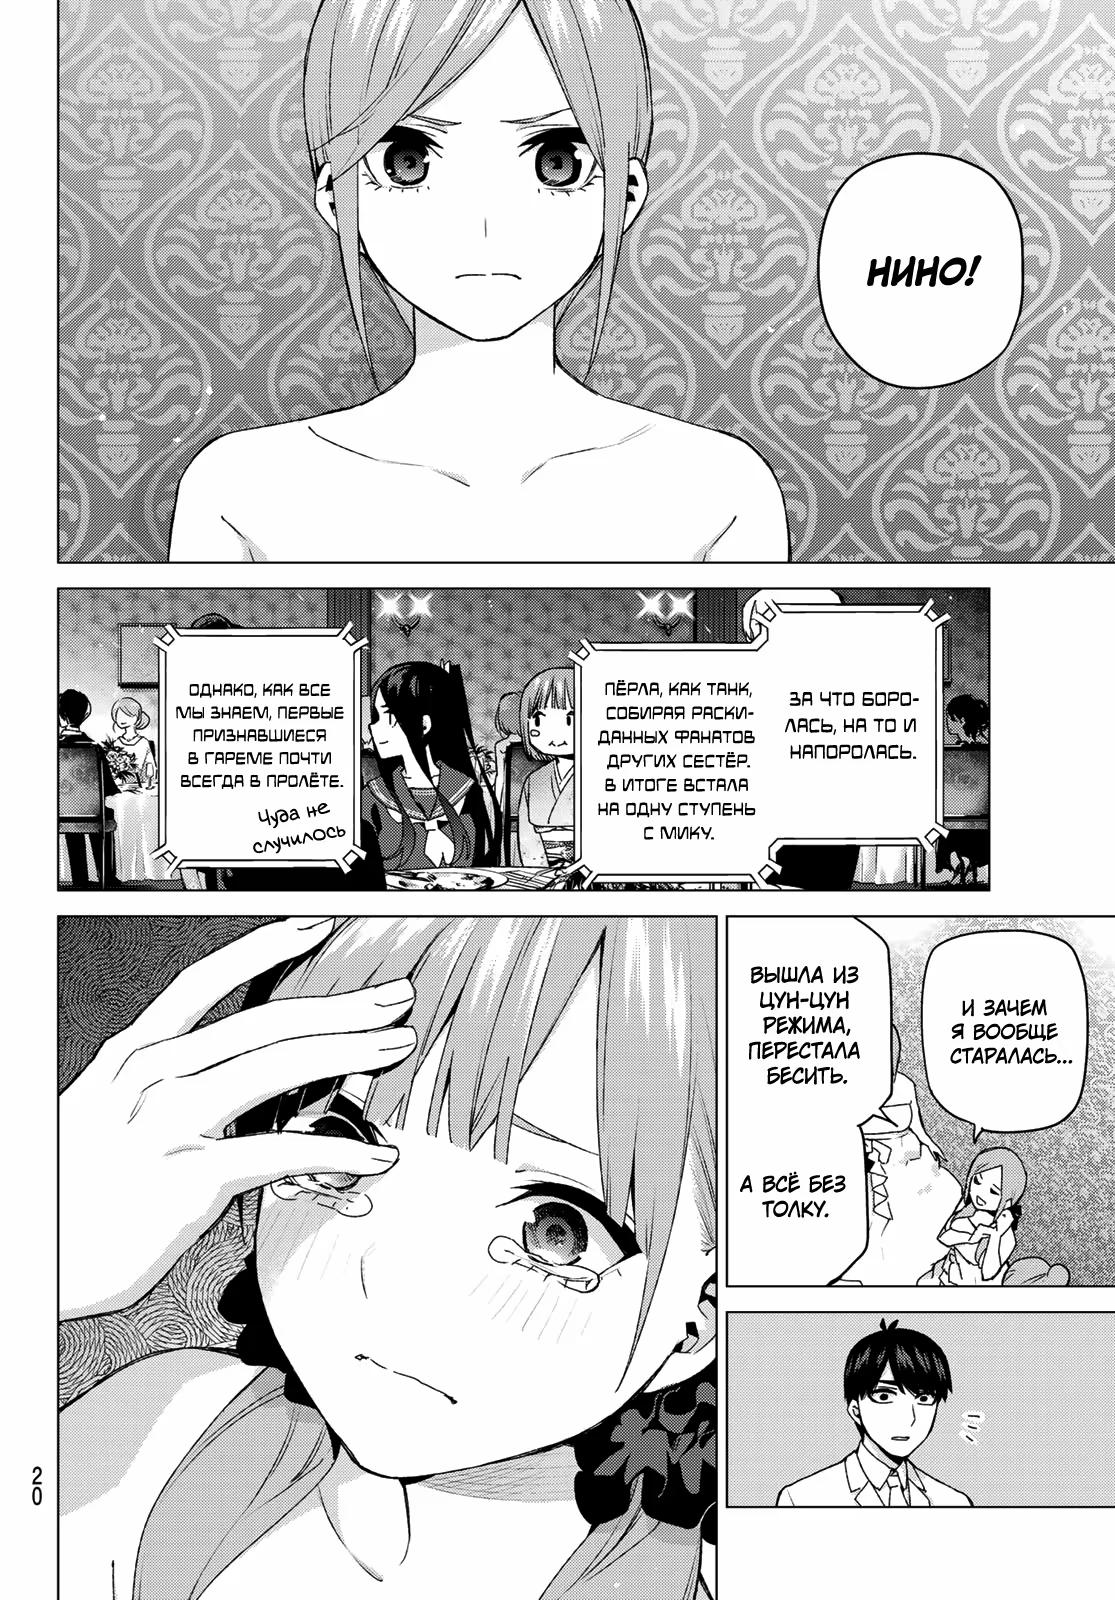 НИНО!
ЗА ЧТО БОРО-
ЛАСЬ, НА ТО И
НАПОРОЛАСЬ.
ПЁРЛА, КАК ТАНК,
СОБИРАЯ РАСКИ-
ДАННЫХ ФАНАТОВ
ДРУГИХ СЕСТЁР.
В ИТОГЕ ВСТАЛА
НА ОДНУ СТУПЕНЬ
С МИКУ.
ОДНАКО, КАК ВСЕ
МЫ ЗНАЕМ, ПЕРВЫЕ
ПРИЗНАВШИЕСЯ
В ГАРЕМЕ ПОЧТИ
ВСЕГДА В ПРОЛЁТЕ.
Чуда не
случилось
И ЗАЧЕМ
Я ВООБЩЕ
СТАРАЛАСЬ...
ВЫШЛА ИЗ
ЦУН-ЦУН
РЕЖИМА,
ПЕРЕСТАЛА
БЕСИТЬ.
А ВСЁ БЕЗ
ТОЛКУ.
20